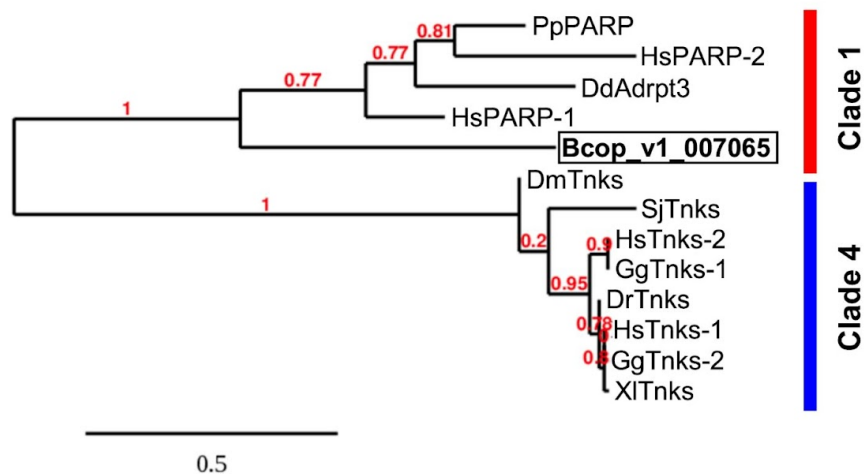 0.81
PpPARP
0.77
HsPARP-2
0.77
DdAdrpt3
1
HsPARP-1
Bcop_v1_007065
Clade 1
DmTnks
1
SjTnks
0.2
HsTnks-2
0.9
GgTnks-1
0.95
DrTnks
0.78
HsTnks-1
GgTnks-2
XlTnks
Clade 4
0.5